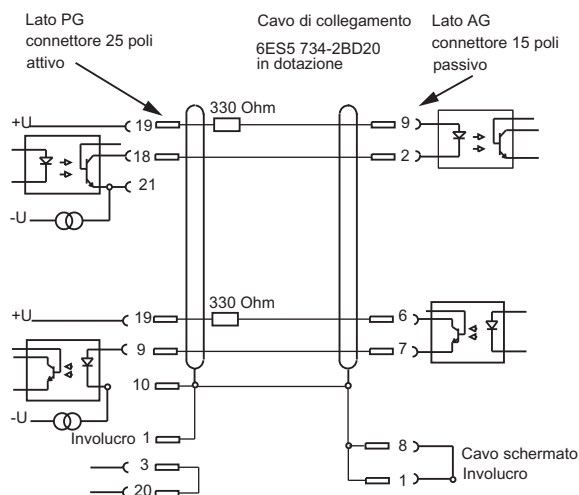 Lato PG
connettore 25 poli
attivo
Cavo di collegamento
6ES5 734-2BD20
in dotazione
Lato AG
connettore 15 poli
passivo
330 Ohm
+U
19
9
18
2
21
-U
330 Ohm
+U
19
6
9
7
10
-U
Involucro 1
8
3
Cavo schermato
Involucro
1
20